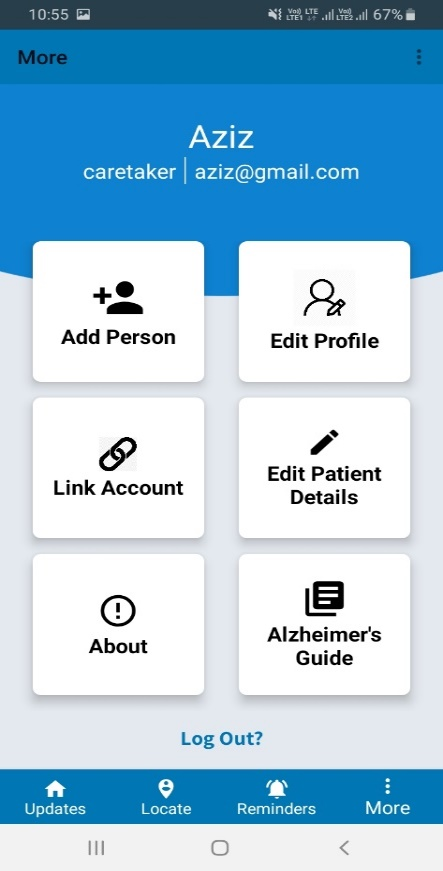 10:55
Vo) LTE1 LTE Vo) LTE2 67%
More
Aziz
caretaker | aziz@gmail.com
Add Person
Edit Profile
Link Account
Edit Patient
Details
About
Alzheimer's
Guide
Log Out?
Updates
Locate
Reminders
More